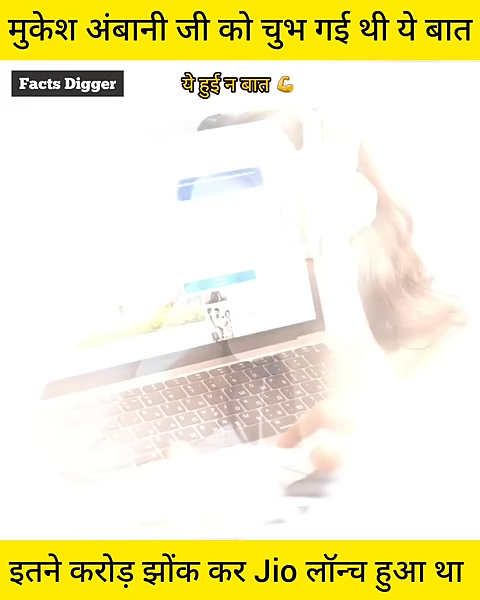 मुकेश अंबानी जी को चुभ गई थी ये बात
Facts Digger
ये हुई न बात 💪
इतने करोड़ झोंक कर Jio लॉन्च हुआ था